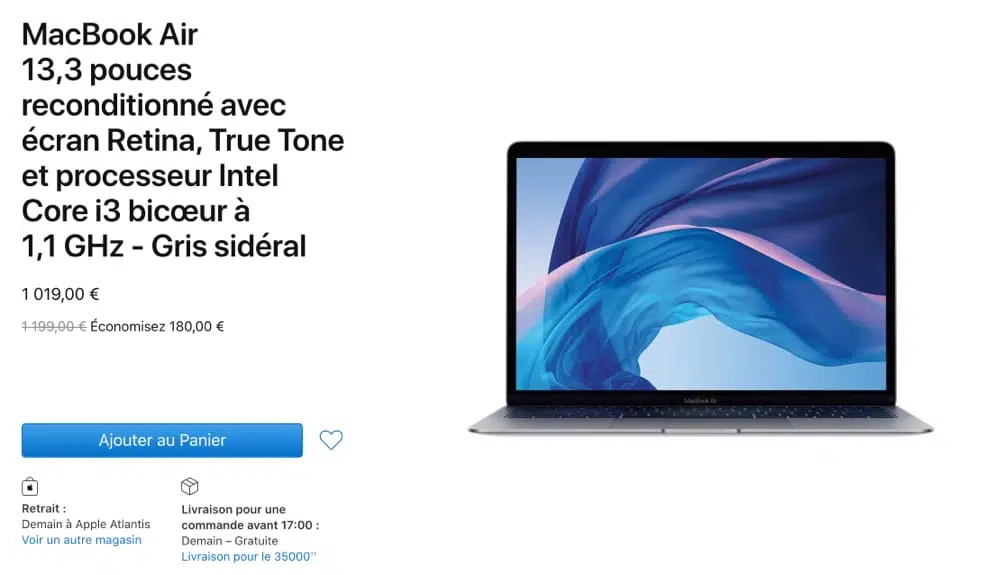 MacBook Air
13,3 pouces
reconditionné avec
écran Retina, True Tone
et processeur Intel
Core i3 bicœur à
1,1 GHz - Gris sidéral
1 019,00 €
1 199,00 € Économisez 180,00 €
Ajouter au Panier
Retrait :
Demain à Apple Atlantis
Voir un autre magasin
Livraison pour une
commande avant 17:00 :
Demain – Gratuite
Livraison pour le 35000¨
MacBook Air